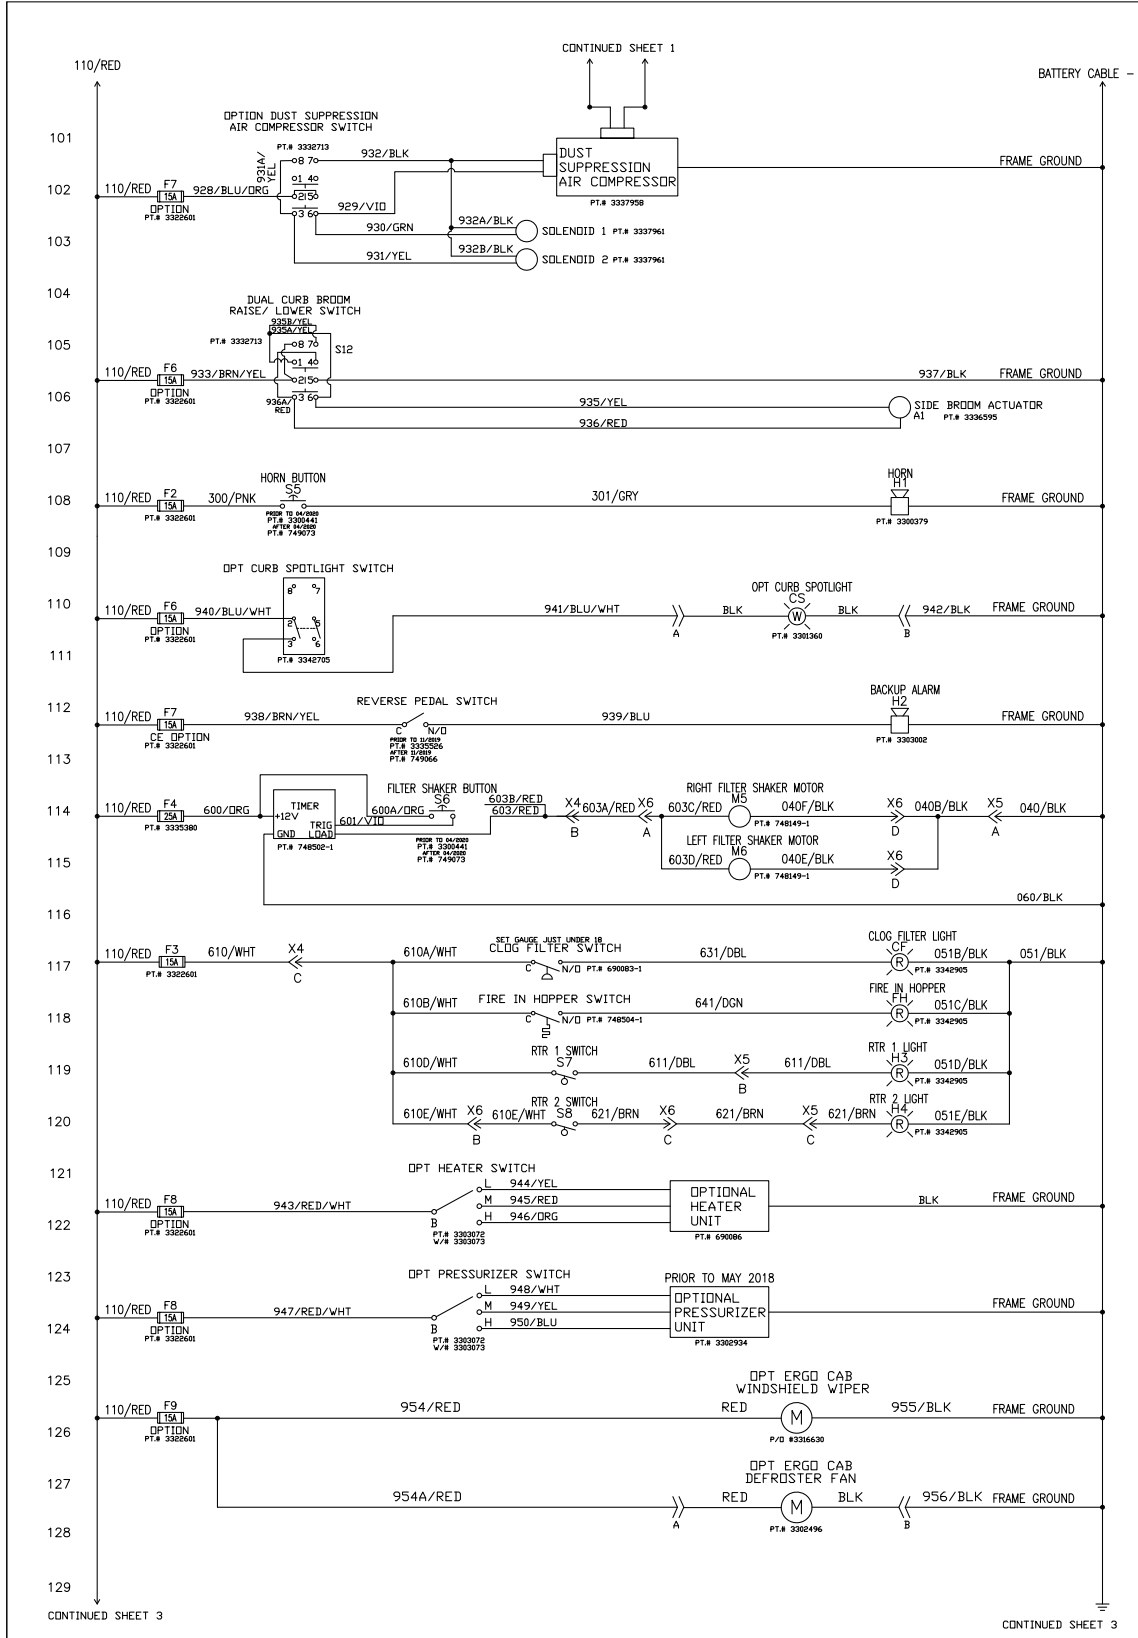 CONTINUED SHEET 1
110/RED
BATTERY CABLE -
101
OPTION DUST SUPPRESSION
AIR COMPRESSOR SWITCH
PT.# 3332713
931A/
YEL
8 7
932/BLK
DUST
SUPPRESSION
AIR COMPRESSOR
PT.# 3337958
FRAME GROUND
102
110/RED
F7
15A
OPTION
PT.# 3322601
928/BLU/ORG
1 4
2 5
3 6
929/VIO
930/GRN
932A/BLK
SOLENOID 1 PT.# 3337961
103
931/YEL
932B/BLK
SOLENOID 2 PT.# 3337961
104
DUAL CURB BROOM
RAISE/ LOWER SWITCH
935B/YEL
935A/YEL
PT.# 3332713
105
8 7
S12
1 4
110/RED
F6
15A
OPTION
PT.# 3322601
933/BRN/YEL
2 5
937/BLK
FRAME GROUND
106
936A/
RED
3 6
935/YEL
936/RED
SIDE BROOM ACTUATOR
A1
PT.# 3336595
107
HORN BUTTON
S5
HORN
H1
108
110/RED
F2
15A
PT.# 3322601
300/PNK
PRIOR TO 04/2020
PT.# 3300441
AFTER 04/2020
PT.# 749073
301/GRY
PT.# 3300379
FRAME GROUND
109
OPT CURB SPOTLIGHT SWITCH
8 7
OPT CURB SPOTLIGHT
CS
110
110/RED
F6
15A
OPTION
PT.# 3322601
940/BLU/WHT
2 5
3 6
PT.# 3342705
941/BLU/WHT
A
BLK
W
PT.# 3301360
BLK
B
942/BLK
FRAME GROUND
111
112
REVERSE PEDAL SWITCH
BACKUP ALARM
H2
110/RED
F7
15A
CE OPTION
PT.# 3322601
938/BRN/YEL
C
N/O
PRIOR TO 11/2019
PT.# 3335526
AFTER 11/2019
PT.# 749066
939/BLU
PT.# 3303002
FRAME GROUND
113
114
110/RED
F4
25A
PT.# 3335380
600/ORG
TIMER
+12V
TRIG
GND
LOAD
PT.# 748502-1
600A/ORG
601/VIO
FILTER SHAKER BUTTON
S6
PRIOR TO 04/2020
PT.# 3300441
AFTER 04/2020
PT.# 749073
603B/RED
603/RED
X4
B
603A/RED
X6
A
603C/RED
RIGHT FILTER SHAKER MOTOR
M5
PT.# 748149-1
040F/BLK
X6
D
040B/BLK
X5
A
040/BLK
115
603D/RED
LEFT FILTER SHAKER MOTOR
M6
PT.# 748149-1
040E/BLK
X6
D
060/BLK
116
117
110/RED
F3
15A
PT.# 3322601
610/WHT
X4
C
610A/WHT
SET GAUGE JUST UNDER 18
CLOG FILTER SWITCH
C
N/O PT.# 690083-1
631/DBL
CLOG FILTER LIGHT
CF
R
PT.# 3342905
051B/BLK
051/BLK
118
610B/WHT
FIRE IN HOPPER SWITCH
C
N/O PT.# 748504-1
641/DGN
FIRE IN HOPPER
FH
R
PT.# 3342905
051C/BLK
119
610D/WHT
RTR 1 SWITCH
S7
611/DBL
X5
B
611/DBL
RTR 1 LIGHT
H3
R
PT.# 3342905
051D/BLK
120
610E/WHT
X6
B
610E/WHT
RTR 2 SWITCH
S8
621/BRN
X6
C
621/BRN
X5
C
621/BRN
RTR 2 LIGHT
H4
R
PT.# 3342905
051E/BLK
121
OPT HEATER SWITCH
122
110/RED
F8
15A
OPTION
PT.# 3322601
943/RED/WHT
B
L
944/YEL
M
945/RED
H
946/ORG
PT.# 3303072
W/# 3303073
OPTIONAL
HEATER
UNIT
PT.# 690086
BLK
FRAME GROUND
123
OPT PRESSURIZER SWITCH
PRIOR TO MAY 2018
124
110/RED
F8
15A
OPTION
PT.# 3322601
947/RED/WHT
B
L
948/WHT
M
949/YEL
H
950/BLU
PT.# 3303072
W/# 3303073
OPTIONAL
PRESSURIZER
UNIT
PT.# 3302934
FRAME GROUND
125
OPT ERGO CAB
WINDSHIELD WIPER
126
110/RED
F9
15A
OPTION
PT.# 3322601
954/RED
RED
M
P/O #3316630
955/BLK
FRAME GROUND
127
OPT ERGO CAB
DEFROSTER FAN
954A/RED
A
RED
M
PT.# 3302496
BLK
B
956/BLK
FRAME GROUND
128
129
CONTINUED SHEET 3
CONTINUED SHEET 3